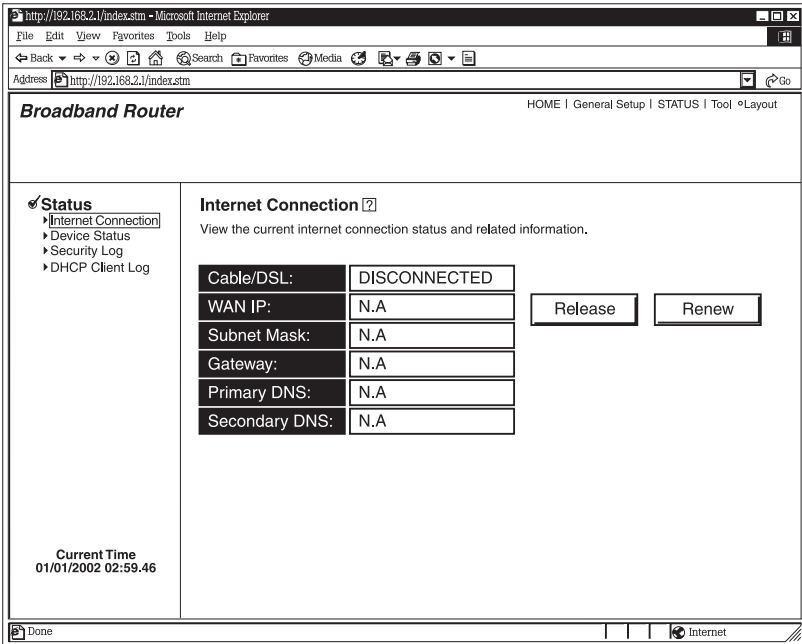 http://192.168.2.1/index.stm - Microsoft Internet Explorer
File Edit View Favorites Tools Help
Back Search Favorites Media
Address http://192.168.2.1/index.stm Go
Broadband Router
HOME | General Setup | STATUS | Tool Layout
Status
Internet Connection
Device Status
Security Log
DHCP Client Log
Internet Connection ?
View the current internet connection status and related information.
Cable/DSL: DISCONNECTED
WAN IP: N.A Release Renew
Subnet Mask: N.A
Gateway: N.A
Primary DNS: N.A
Secondary DNS: N.A
Current Time
01/01/2002 02:59.46
Done Internet